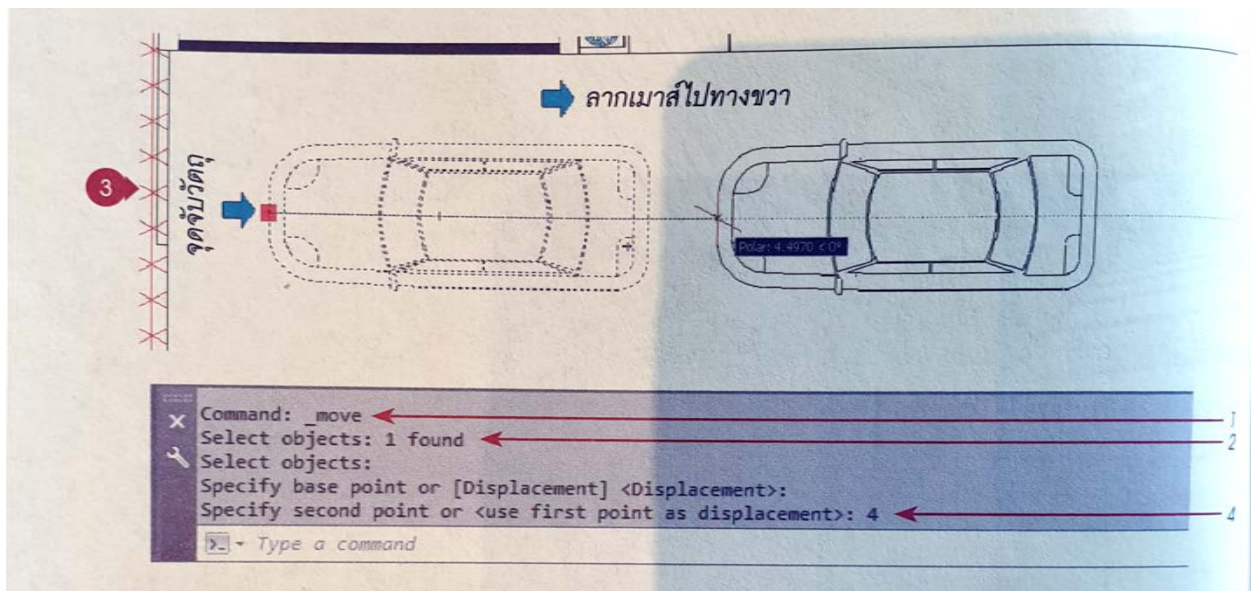 ลากเมาส์ไปทางขวา
3
จุดจับวัตถุ
Polar: 4.4970 < 0°
Command: _move
1
Select objects: 1 found
2
Select objects:
Specify base point or [Displacement] <Displacement>:
Specify second point or <use first point as displacement>: 4
4
Type a command